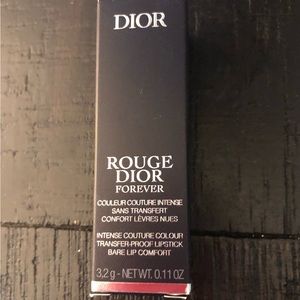 DIOR
ROUGE
DIOR
FOREVER
COULEUR COUTURE INTENSE
SANS TRANSFERT
CONFORT LÈVRES NUES
INTENSE COUTURE COLOUR
TRANSFER-PROOF LIPSTICK
BARE LIP COMFORT
3,2 g - NET WT. 0.11 OZ